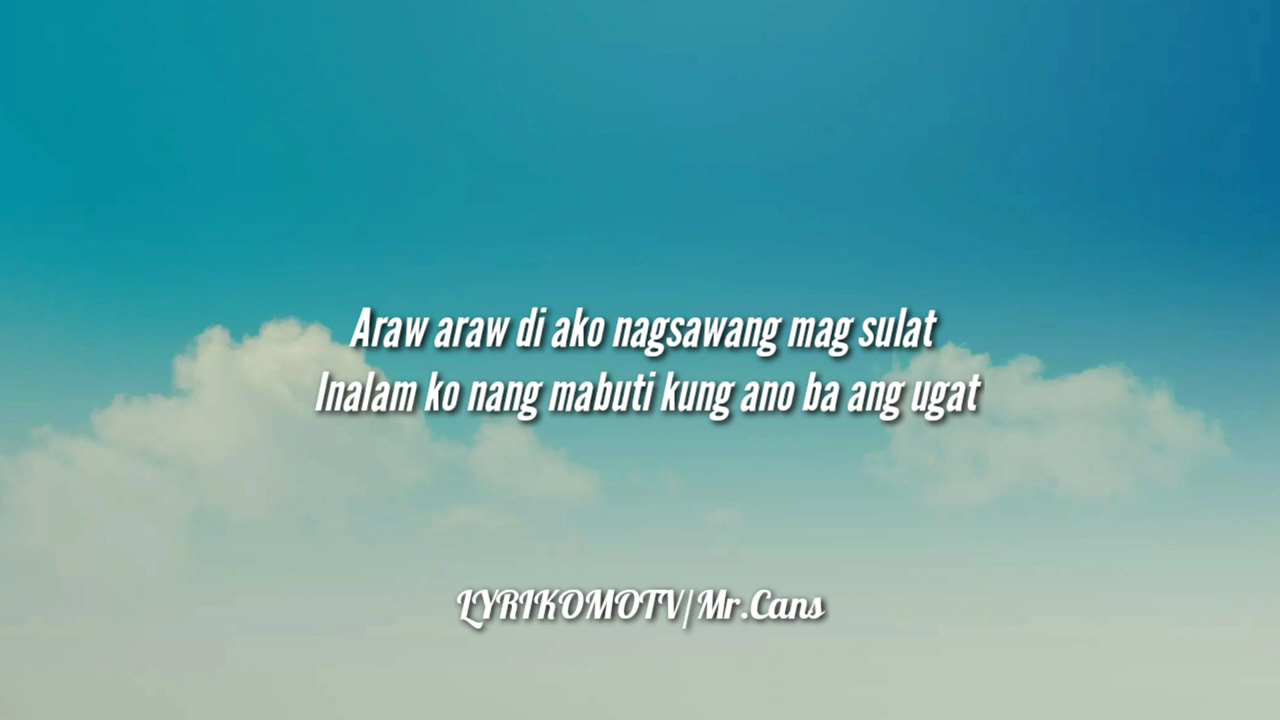 Araw araw di ako nagsawang mag sulat
Inalam ko nang mabuti kung ano ba ang ugat
LYRIKOMOTV/Mr.Cans